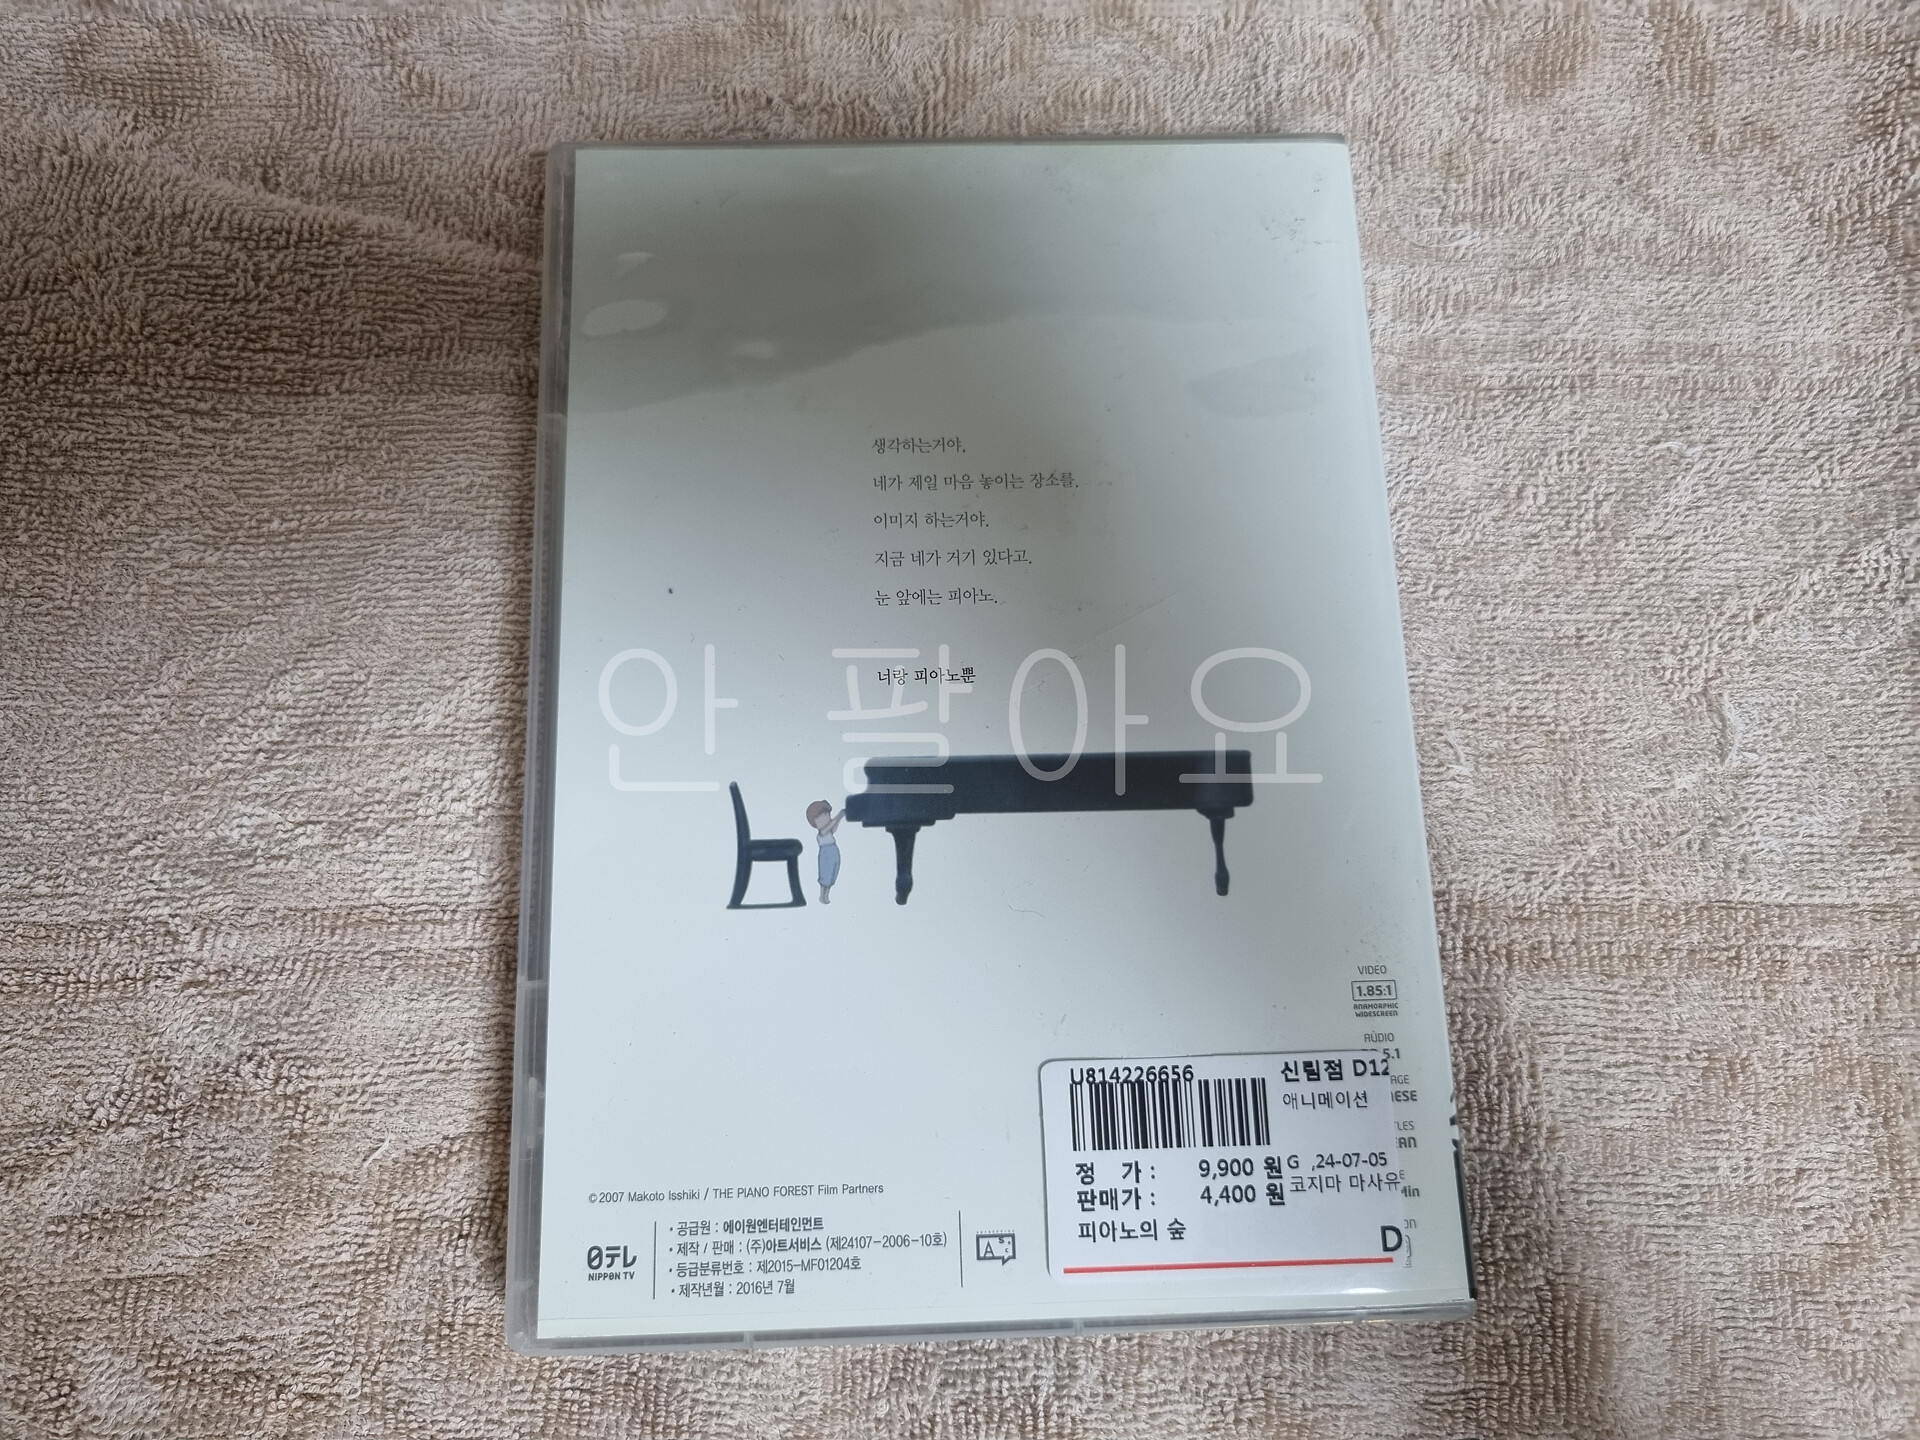 생각하는거야,
네가 제일 마음 놓이는 장소를.
이미지 하는거야.
지금 네가 거기 있다고.
눈 앞에는 피아노.
너랑 피아노뿐
안 팔아요
VIDEO
1.85:1
ANAMORPHIC
WIDESCREEN
AUDIO
5.1
U814226656
신림점 D12
애니메이션
정 가 : 9,900 원
G ,24-07-05
판매가 : 4,400 원
코지마 마사유
피아노의 숲
D
©2007 Makoto Isshiki / THE PIANO FOREST Film Partners
日テレ
NIPPON TV
• 공급원 : 에이원엔터테인먼트
• 제작 / 판매 : (주)아트서비스 (제24107-2006-10호)
• 등급분류번호 : 제2015-MF01204호
• 제작년월 : 2016년 7월